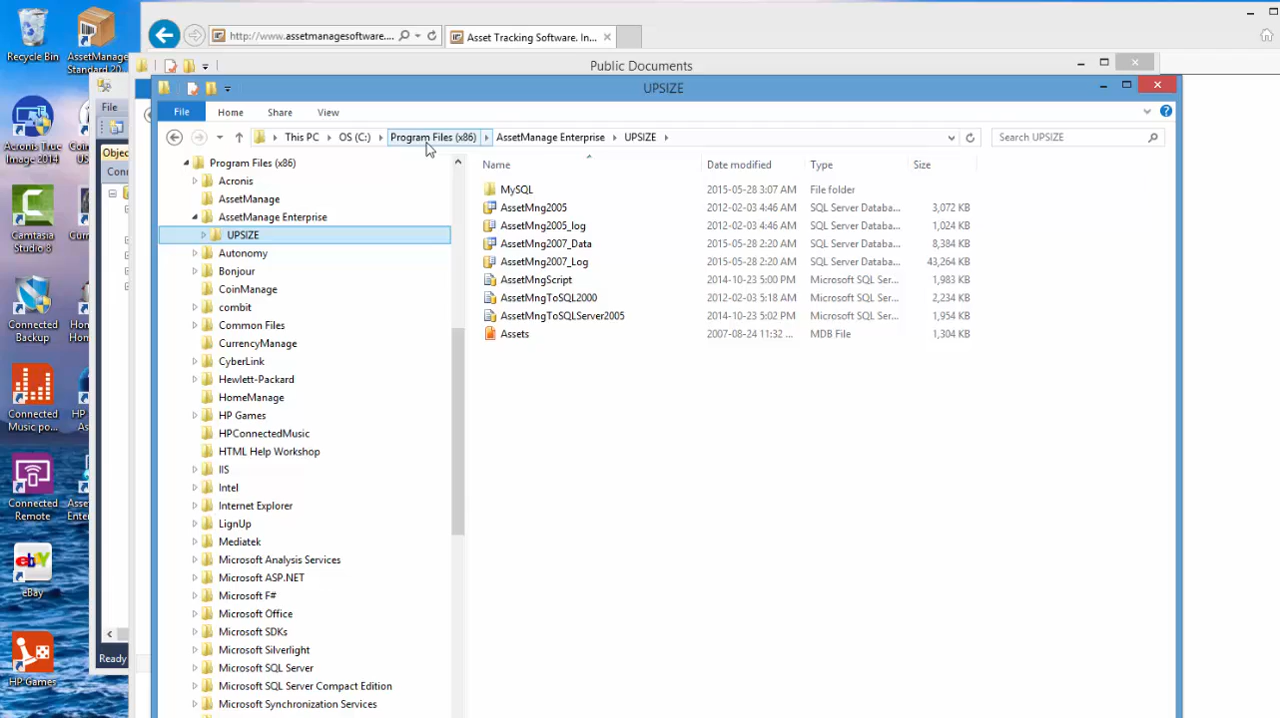 Recycle Bin
AssetManage
Standard 20
http://www.assetmanagesoftware....
Asset Tracking Software. In...
Public Documents
UPSIZE
File
Home
Share
View
This PC
OS (C:)
Program Files (x86)
AssetManage Enterprise
UPSIZE
Search UPSIZE
File
Objec
Conn
Ready
Acronis True
Image 2014
Camtasia
Studio 8
Connected
Backup
Connected
Music po...
Connected
Remote
eBay
HP Games
Program Files (x86)
Acronis
AssetManage
AssetManage Enterprise
UPSIZE
Autonomy
Bonjour
CoinManage
combit
Common Files
CurrencyManage
CyberLink
Hewlett-Packard
HomeManage
HP Games
HPConnectedMusic
HTML Help Workshop
IIS
Intel
Internet Explorer
LignUp
Mediatek
Microsoft Analysis Services
Microsoft ASP.NET
Microsoft F#
Microsoft Office
Microsoft SDKs
Microsoft Silverlight
Microsoft SQL Server
Microsoft SQL Server Compact Edition
Microsoft Synchronization Services
Name Date modified Type Size
MySQL 2015-05-28 3:07 AM File folder
AssetMng2005 2012-02-03 4:46 AM SQL Server Databa... 3,072 KB
AssetMng2005_log 2012-02-03 4:46 AM SQL Server Databa... 1,024 KB
AssetMng2007_Data 2015-05-28 2:20 AM SQL Server Databa... 8,384 KB
AssetMng2007_Log 2015-05-28 2:20 AM SQL Server Databa... 43,264 KB
AssetMngScript 2014-10-23 5:00 PM Microsoft SQL Ser... 1,983 KB
AssetMngToSQL2000 2012-02-03 5:18 AM Microsoft SQL Ser... 2,234 KB
AssetMngToSQLServer2005 2014-10-23 5:02 PM Microsoft SQL Ser... 1,954 KB
Assets 2007-08-24 11:32 ... MDB File 1,304 KB